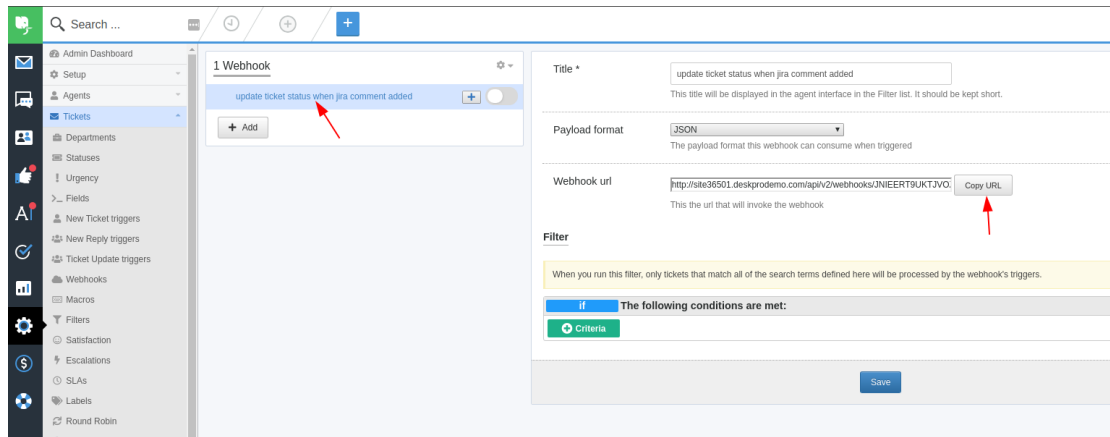 Search ...
Admin Dashboard
Setup
Agents
Tickets
Departments
Statuses
Urgency
Fields
New Ticket triggers
New Reply triggers
Ticket Update triggers
Webhooks
Macros
Filters
Satisfaction
Escalations
SLAs
Labels
Round Robin
1 Webhook
update ticket status when jira comment added
Add
Title *
update ticket status when jira comment added
This title will be displayed in the agent interface in the Filter list. It should be kept short.
Payload format
JSON
The payload format this webhook can consume when triggered
Webhook url
http://site36501.deskprodemo.com/api/v2/webhooks/JNIEERT9UKTJVO
Copy URL
This the url that will invoke the webhook
Filter
When you run this filter, only tickets that match all of the search terms defined here will be processed by the webhook's triggers.
if The following conditions are met:
Criteria
Save